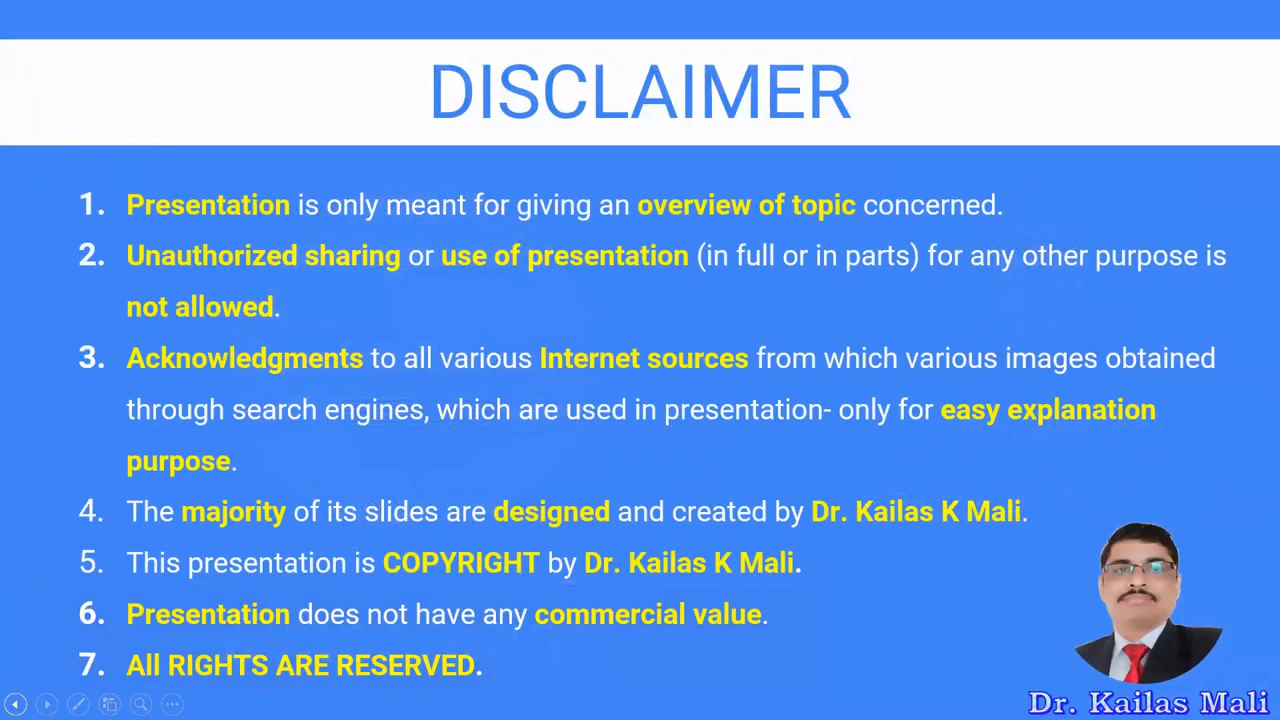 DISCLAIMER
1. Presentation is only meant for giving an overview of topic concerned.
2. Unauthorized sharing or use of presentation (in full or in parts) for any other purpose is
not allowed.
3. Acknowledgments to all various Internet sources from which various images obtained
through search engines, which are used in presentation- only for easy explanation
purpose.
4. The majority of its slides are designed and created by Dr. Kailas K Mali.
5. This presentation is COPYRIGHT by Dr. Kailas K Mali.
6. Presentation does not have any commercial value.
7. All RIGHTS ARE RESERVED.
Dr. Kailas Mali